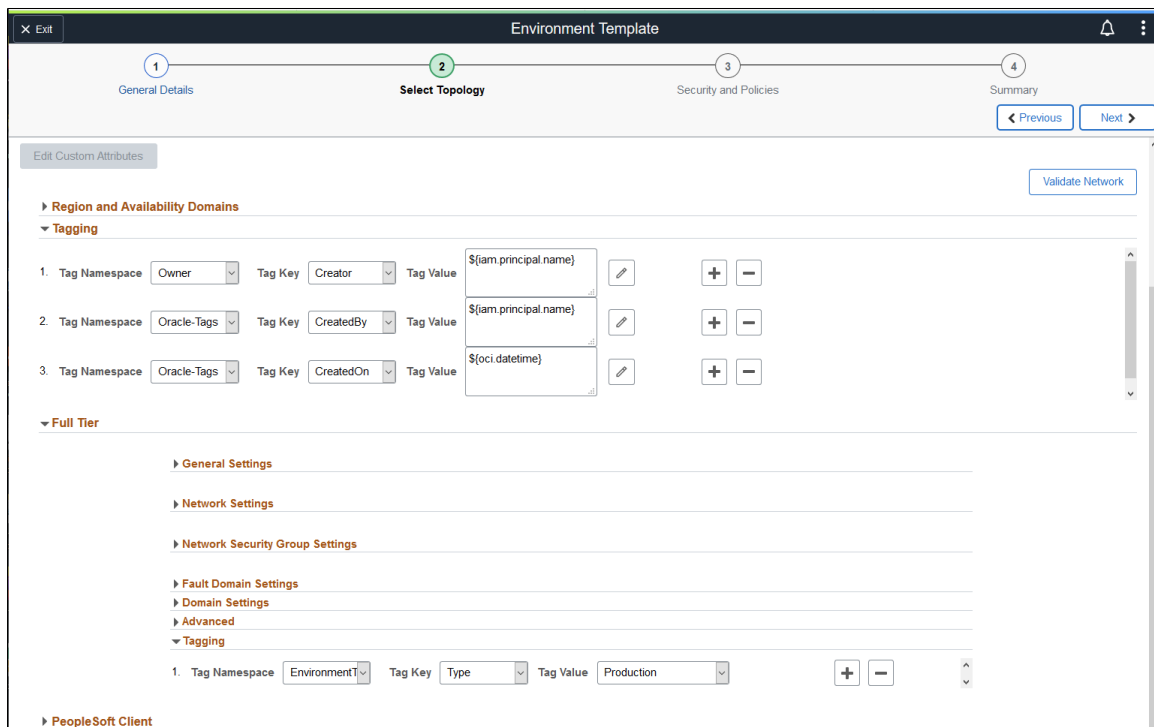 Exit
Environment Template
1
2
3
4
General Details
Select Topology
Security and Policies
Summary
Previous
Next
Edit Custom Attributes
Validate Network
Region and Availability Domains
Tagging
1. Tag Namespace Owner Tag Key Creator Tag Value ${iam.principal.name}
2. Tag Namespace Oracle-Tags Tag Key CreatedBy Tag Value ${iam.principal.name}
3. Tag Namespace Oracle-Tags Tag Key CreatedOn Tag Value ${oci.datetime}
Full Tier
General Settings
Network Settings
Network Security Group Settings
Fault Domain Settings
Domain Settings
Advanced
Tagging
1. Tag Namespace EnvironmentT Tag Key Type Tag Value Production
PeopleSoft Client